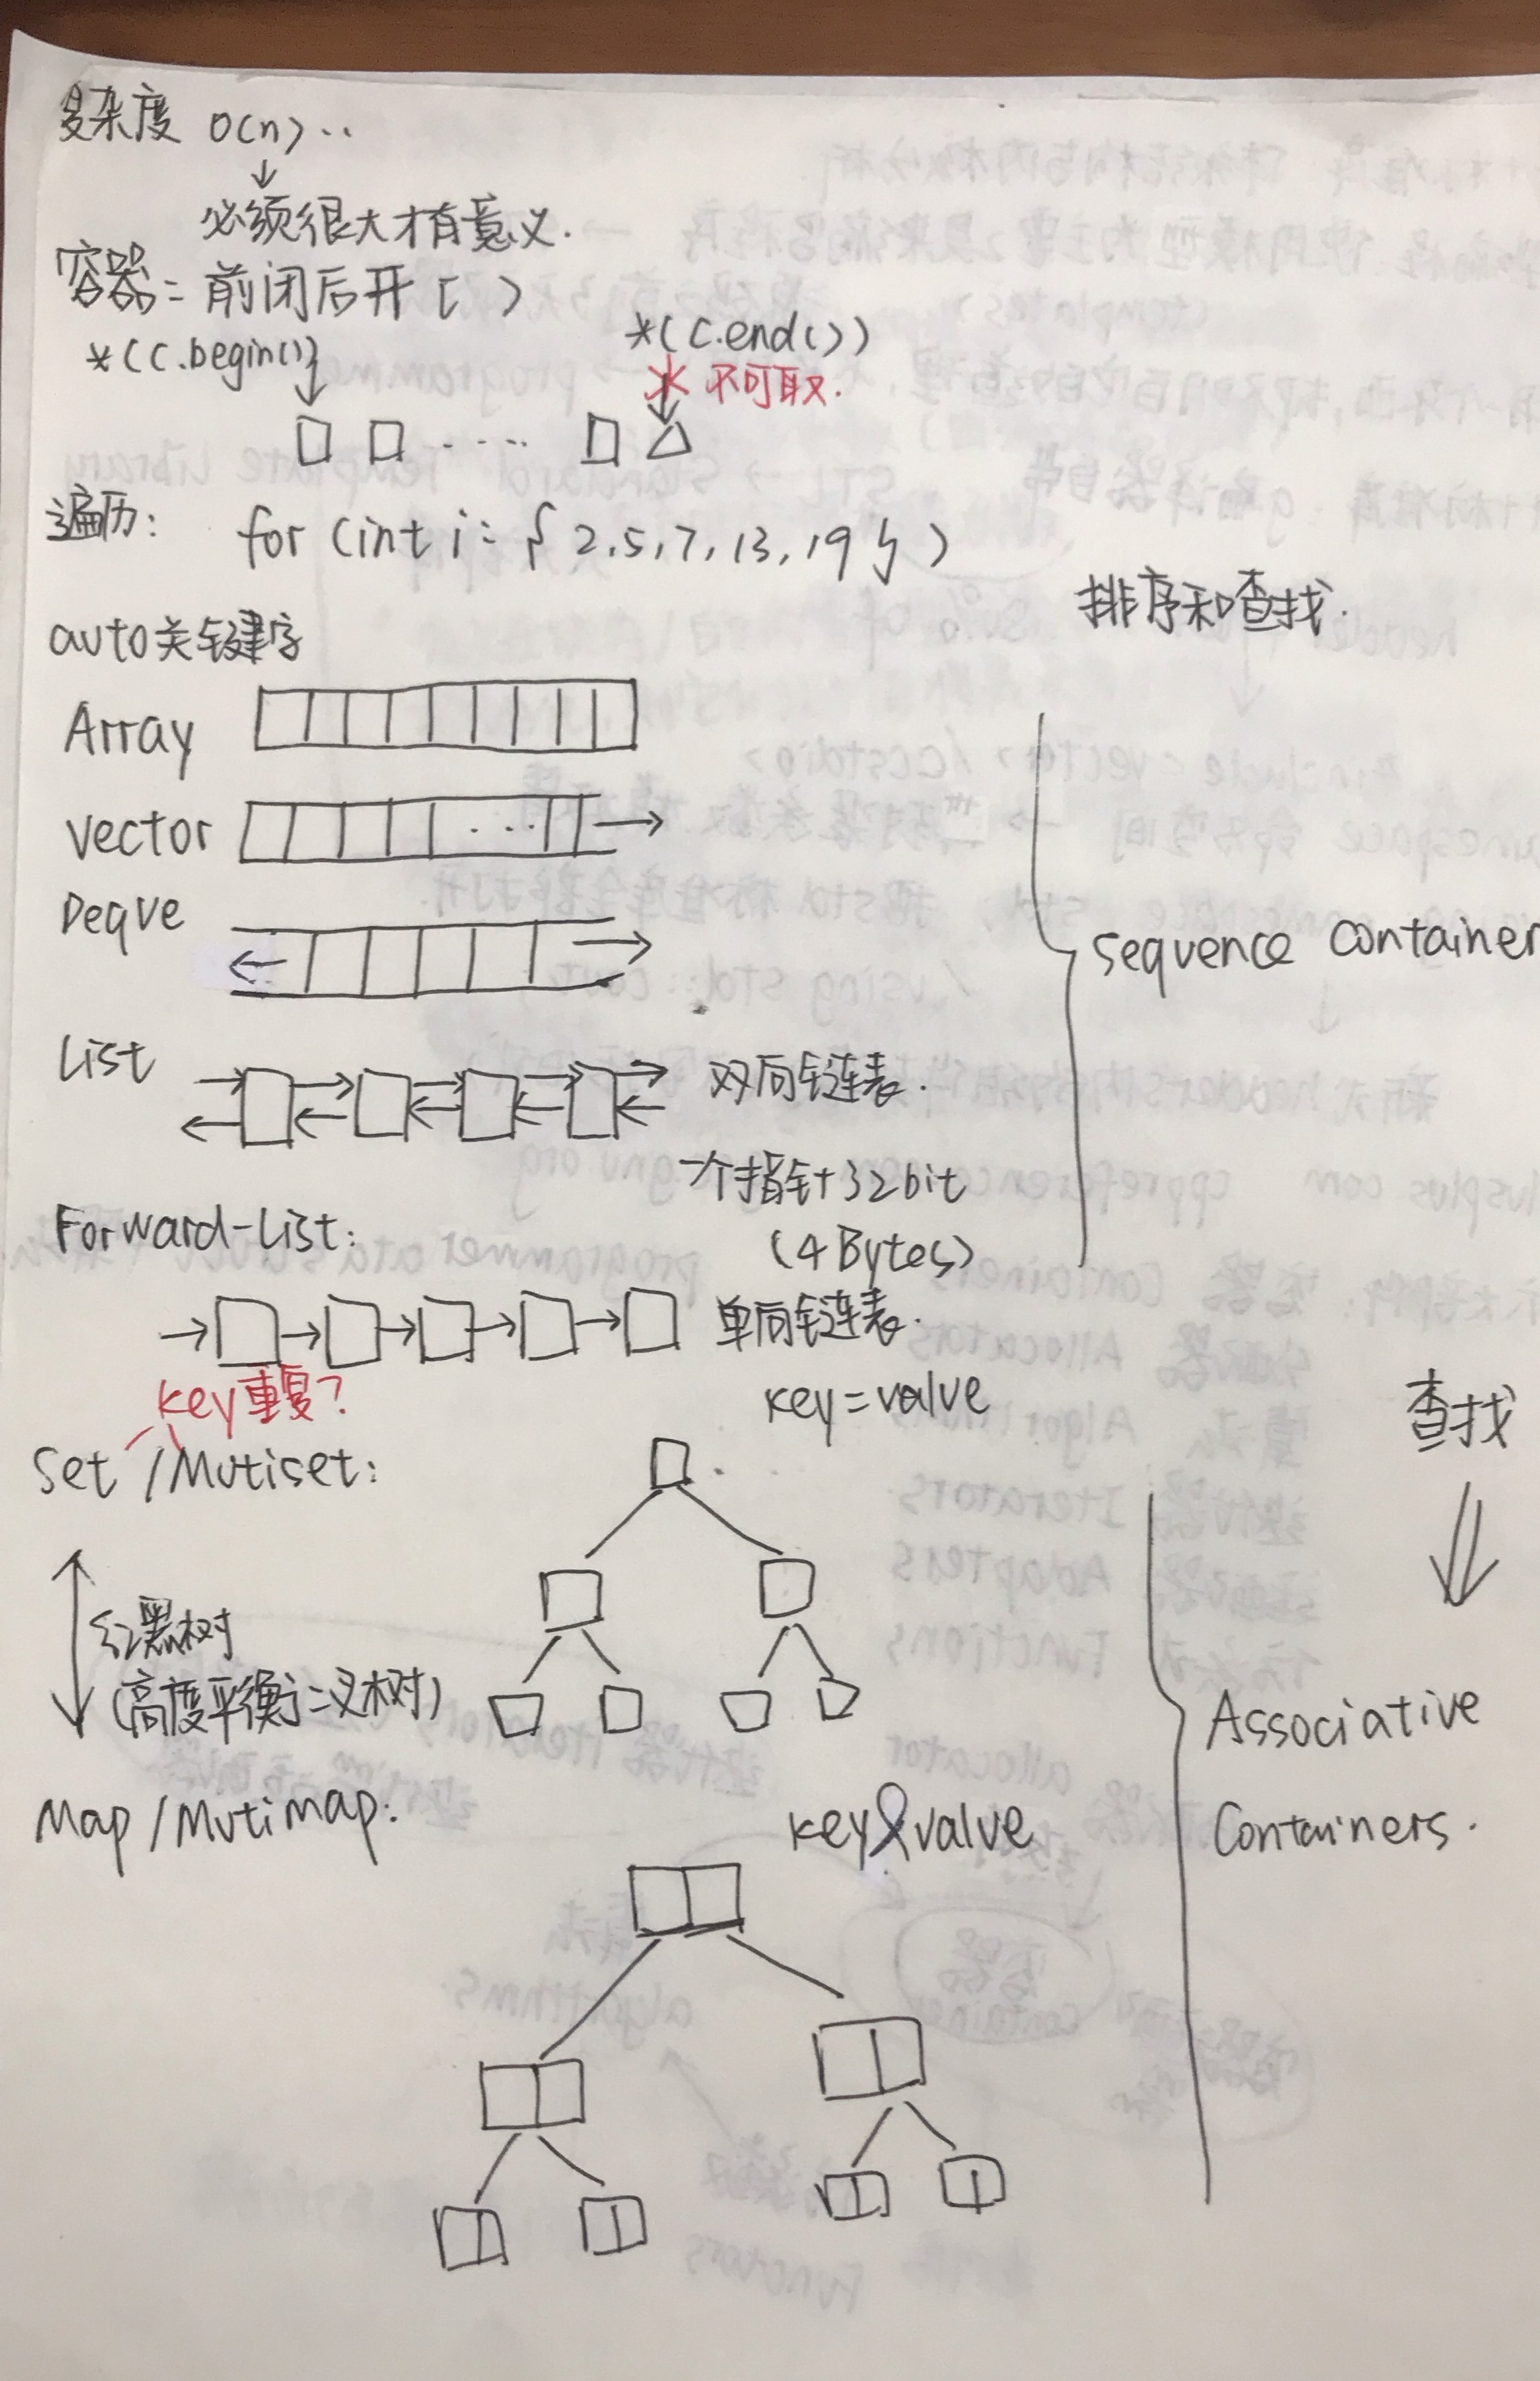 复杂度 O(n)..
↓
必须很大才有意义.
容器= 前闭后开 [ )
*(c.begin()) *(c.end())
不可取.
遍历: for (int i : { 2,5,7,13,19 } )
排序和查找.
auto关键字
Array
vector
Deque
sequence container
List 双向链表.
一个指针 32bit
(4 Bytes)
Forward-List:
单向链表.
key重复?
key=value
查找
Set /Mutiset:
红黑树
(高度平衡二叉树)
Associative
Containers.
Map /Mutimap:
key&value